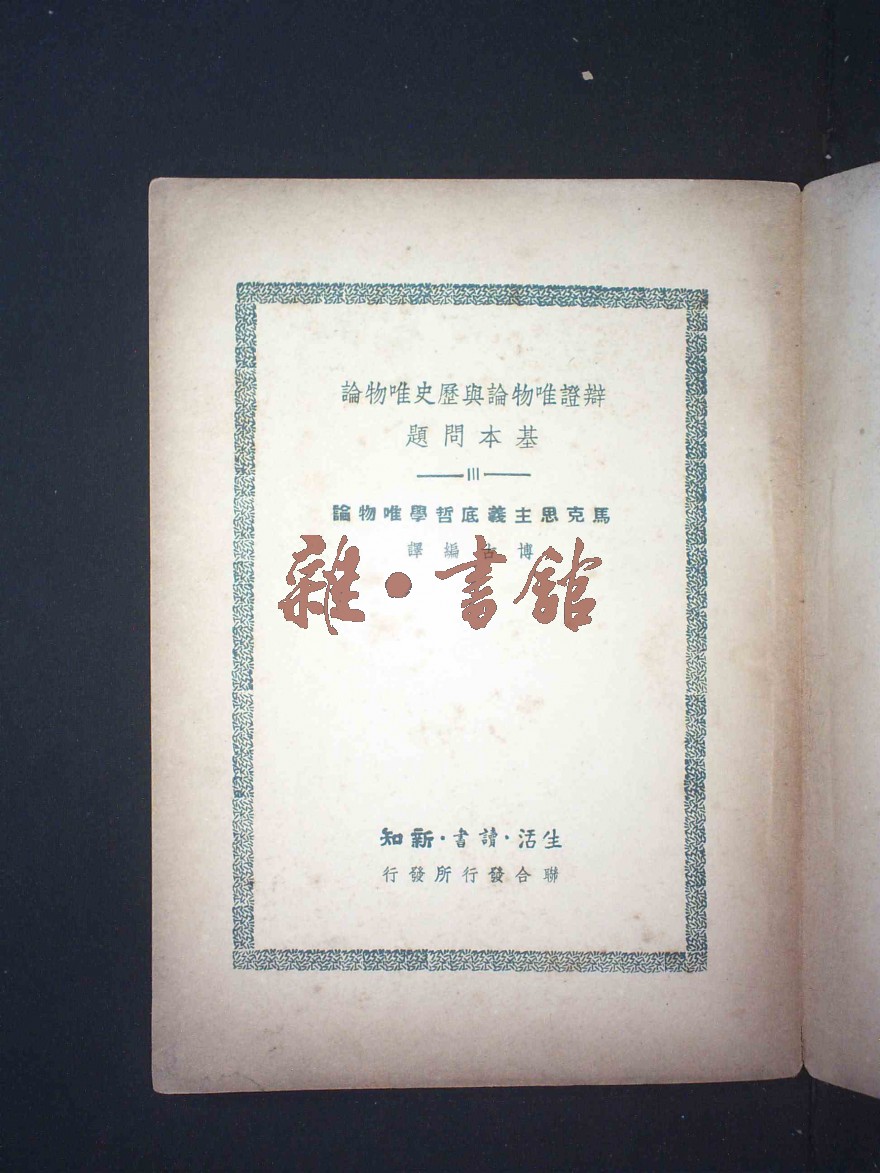 辯證唯物論與歷史唯物論
基本問題
III
馬克思主義底哲學唯物論
博古編譯
雜·書館
生活·讀書·新知
聯合發行所發行